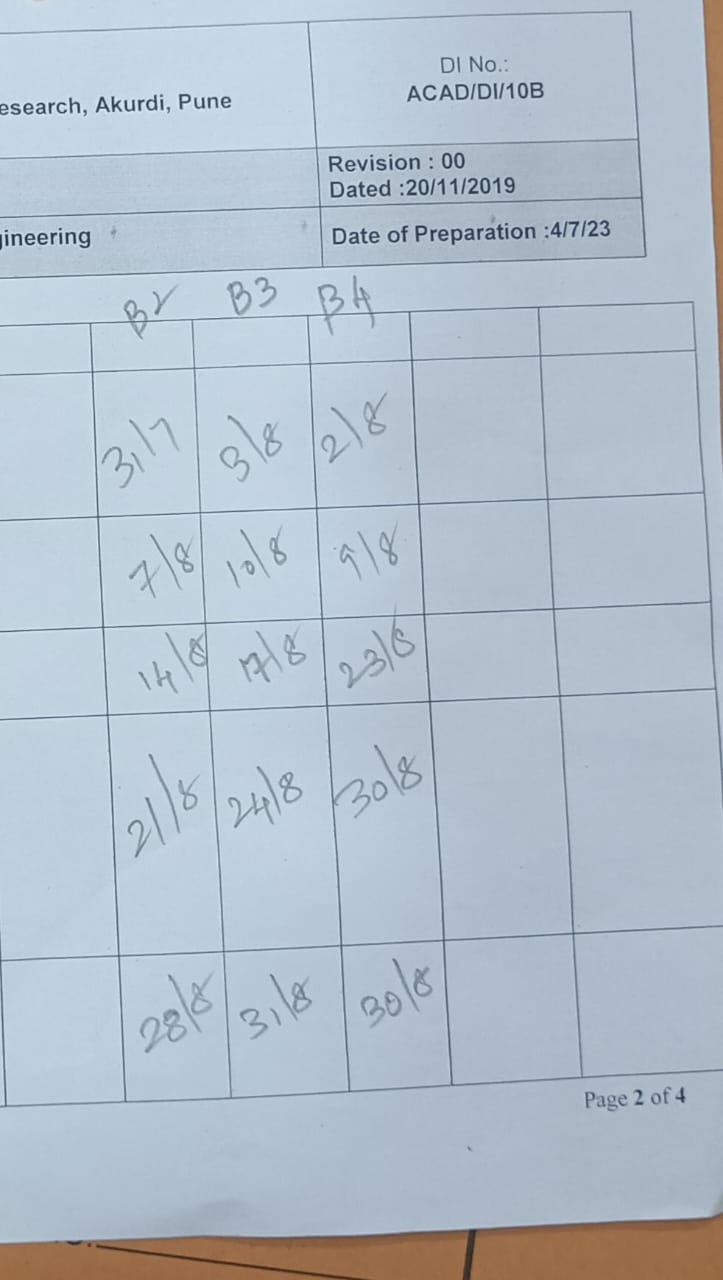 DI No.:
ACAD/DI/10B
esearch, Akurdi, Pune
Revision : 00
Dated :20/11/2019
gineering
Date of Preparation :4/7/23
B2 B3 B4
31/7 3/8 2/8
7/8 10/8 9/8
14/8 17/8 23/8
21/8 24/8 30/8
28/8 31/8 30/8
Page 2 of 4